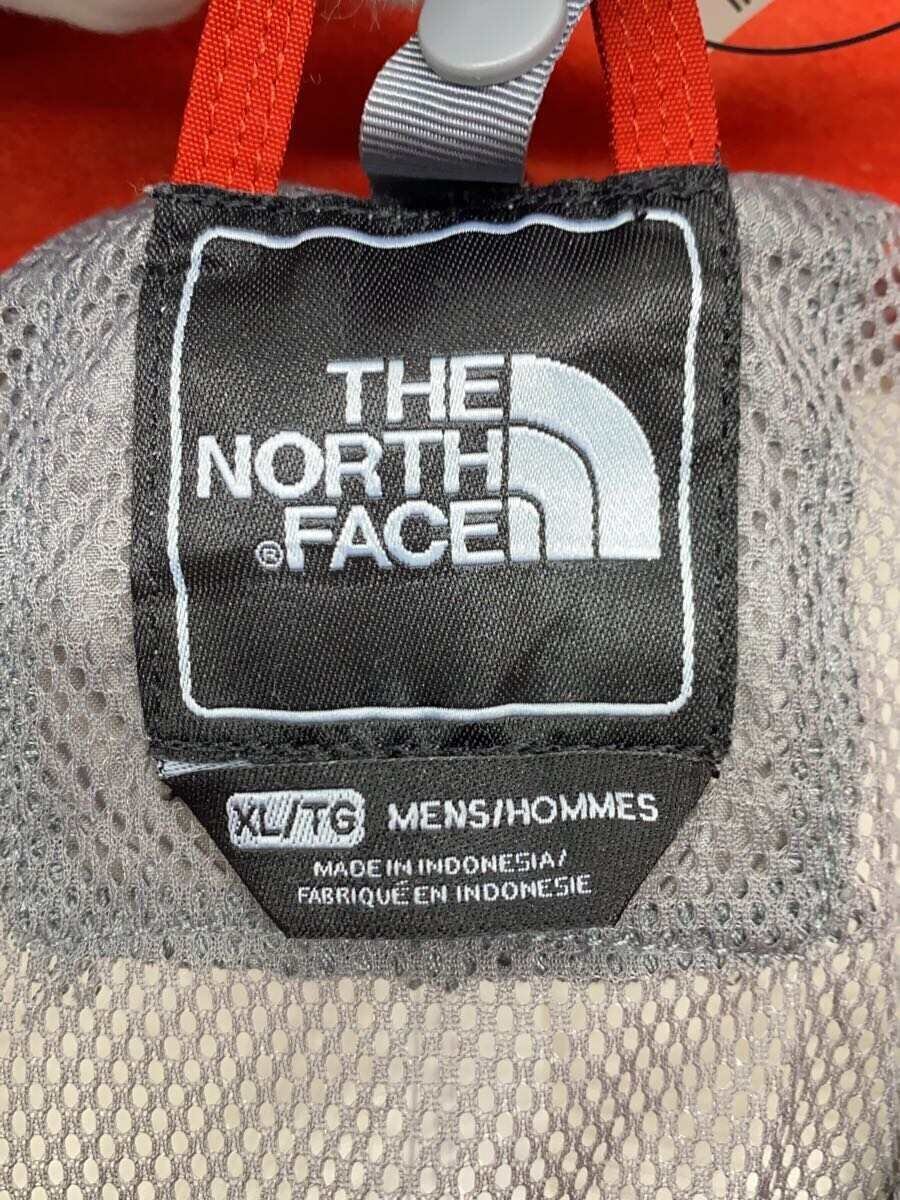 THE
NORTH
®FACE
XL/TG MENS/HOMMES
MADE IN INDONESIA/
FABRIQUÉ EN INDONESIE